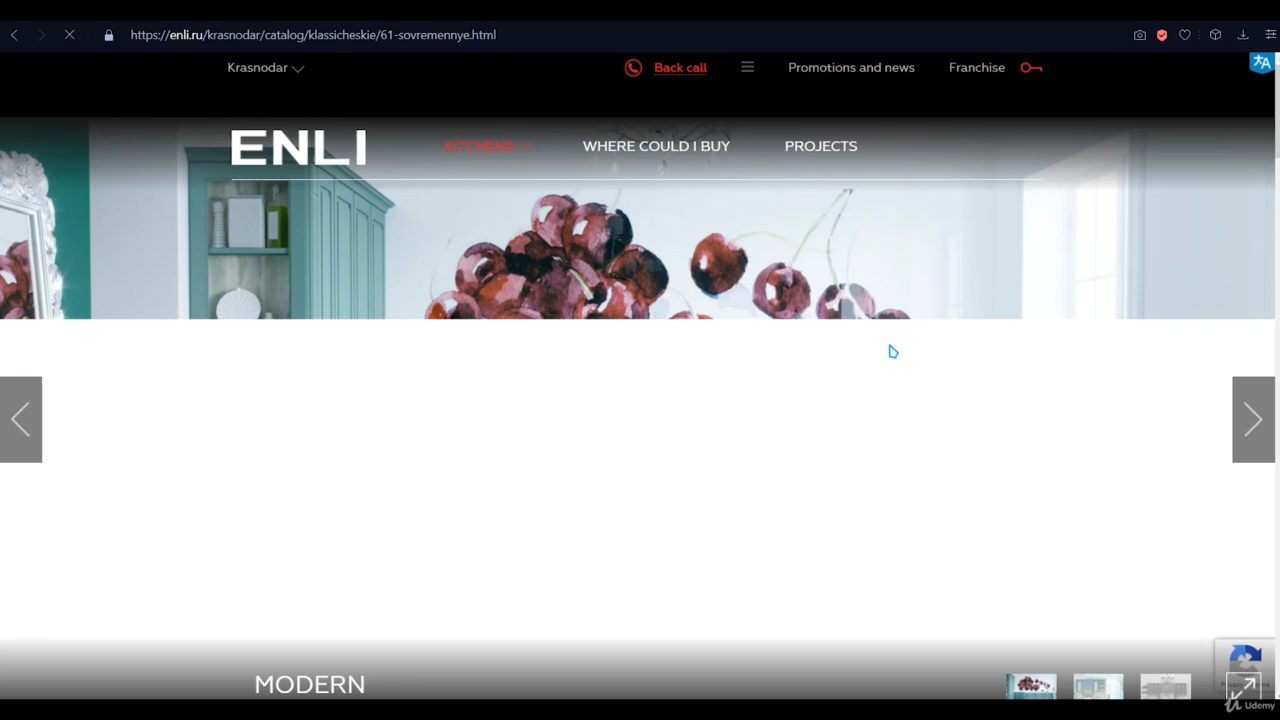 https://enli.ru/krasnodar/catalog/klassicheskie/61-sovremennye.html
Krasnodar
Back call
Promotions and news
Franchise
ENLI
KITCHENS
WHERE COULD I BUY
PROJECTS
MODERN
Udemy